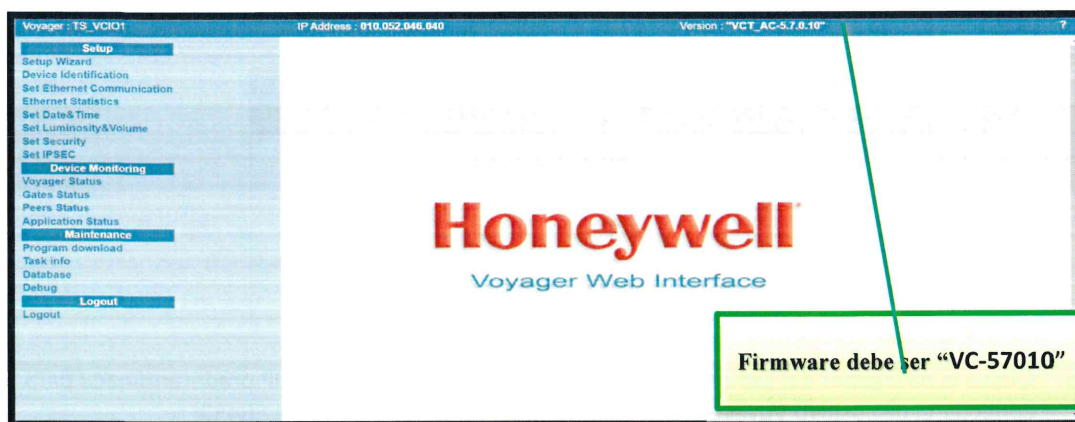 Voyager : TS_VCIO1 IP Address : 010.052.046.040 Version : "VCT_AC-5.7.0.10" ?
Setup
Setup Wizard
Device Identification
Set Ethernet Communication
Ethernet Statistics
Set Date&Time
Set Luminosity&Volume
Set Security
Set IPSEC
Device Monitoring
Voyager Status
Gates Status
Peers Status
Application Status
Maintenance
Program download
Task info
Database
Debug
Logout
Logout
Honeywell
Voyager Web Interface
Firmware debe ser “VC-57010”